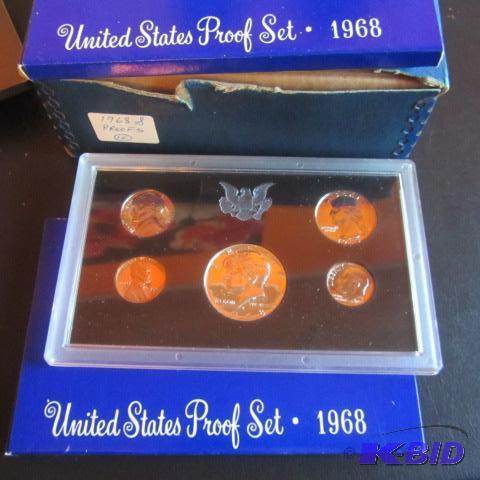 United States Proof Set · 1968
1968 S
PROOFS
United States Proof Set · 1968
K-BID